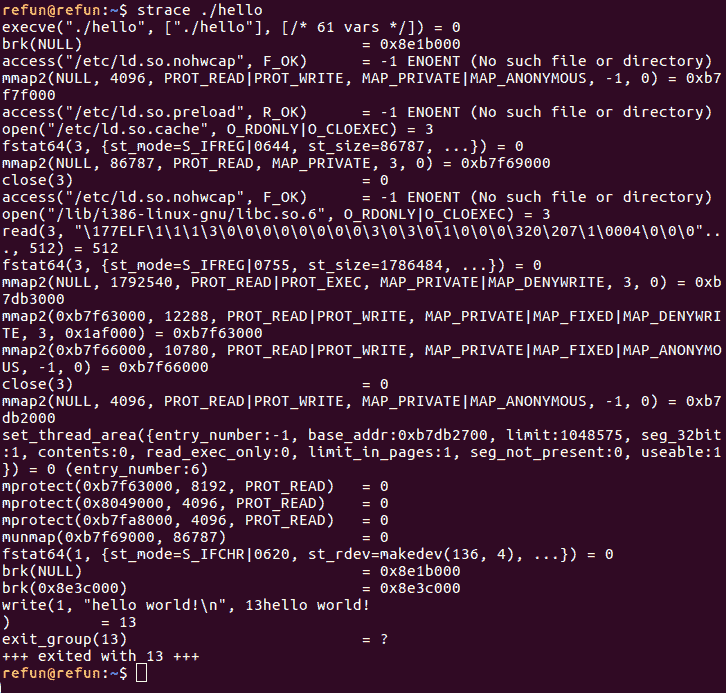 refun@refun:~$ strace ./hello
execve("./hello", ["./hello"], [/* 61 vars */]) = 0
brk(NULL)                               = 0x8e1b000
access("/etc/ld.so.nohwcap", F_OK)      = -1 ENOENT (No such file or directory)
mmap2(NULL, 4096, PROT_READ|PROT_WRITE, MAP_PRIVATE|MAP_ANONYMOUS, -1, 0) = 0xb7
f7f000
access("/etc/ld.so.preload", R_OK)      = -1 ENOENT (No such file or directory)
open("/etc/ld.so.cache", O_RDONLY|O_CLOEXEC) = 3
fstat64(3, {st_mode=S_IFREG|0644, st_size=86787, ...}) = 0
mmap2(NULL, 86787, PROT_READ, MAP_PRIVATE, 3, 0) = 0xb7f69000
close(3)                                = 0
access("/etc/ld.so.nohwcap", F_OK)      = -1 ENOENT (No such file or directory)
open("/lib/i386-linux-gnu/libc.so.6", O_RDONLY|O_CLOEXEC) = 3
read(3, "\177ELF\1\1\1\3\0\0\0\0\0\0\0\0\3\0\3\0\1\0\0\0\320\207\1\0004\0\0\0"..
., 512) = 512
fstat64(3, {st_mode=S_IFREG|0755, st_size=1786484, ...}) = 0
mmap2(NULL, 1792540, PROT_READ|PROT_EXEC, MAP_PRIVATE|MAP_DENYWRITE, 3, 0) = 0xb
7db3000
mmap2(0xb7f63000, 12288, PROT_READ|PROT_WRITE, MAP_PRIVATE|MAP_FIXED|MAP_DENYWRI
TE, 3, 0x1af000) = 0xb7f63000
mmap2(0xb7f66000, 10780, PROT_READ|PROT_WRITE, MAP_PRIVATE|MAP_FIXED|MAP_ANONYMO
US, -1, 0) = 0xb7f66000
close(3)                                = 0
mmap2(NULL, 4096, PROT_READ|PROT_WRITE, MAP_PRIVATE|MAP_ANONYMOUS, -1, 0) = 0xb7
db2000
set_thread_area({entry_number:-1, base_addr:0xb7db2700, limit:1048575, seg_32bit
:1, contents:0, read_exec_only:0, limit_in_pages:1, seg_not_present:0, useable:1
}) = 0 (entry_number:6)
mprotect(0xb7f63000, 8192, PROT_READ)   = 0
mprotect(0x8049000, 4096, PROT_READ)    = 0
mprotect(0xb7fa8000, 4096, PROT_READ)   = 0
munmap(0xb7f69000, 86787)               = 0
fstat64(1, {st_mode=S_IFCHR|0620, st_rdev=makedev(136, 4), ...}) = 0
brk(NULL)                               = 0x8e1b000
brk(0x8e3c000)                          = 0x8e3c000
write(1, "hello world!\n", 13hello world!
)          = 13
exit_group(13)                          = ?
+++ exited with 13 +++
refun@refun:~$